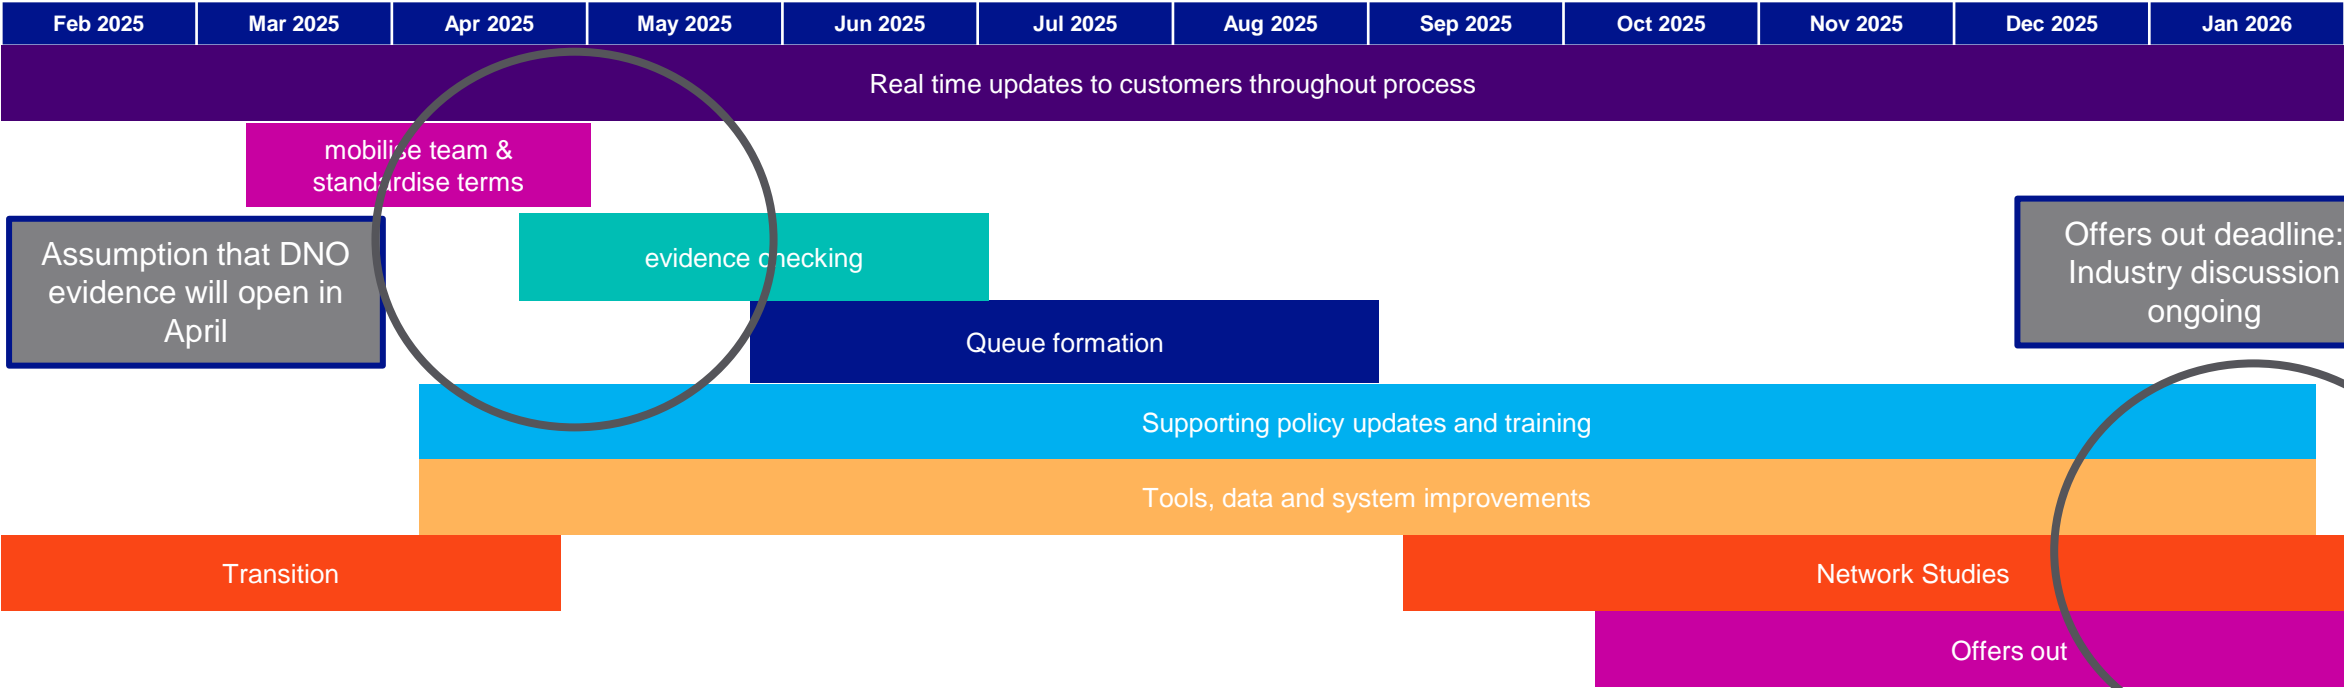 Feb 2025 Mar 2025 Apr 2025 May 2025 Jun 2025 Jul 2025 Aug 2025 Sep 2025 Oct 2025 Nov 2025 Dec 2025 Jan 2026
Real time updates to customers throughout process
mobilise team &
standardise terms
Assumption that DNO
evidence will open in
April
evidence checking
Offers out deadline:
Industry discussion
ongoing
Queue formation
Supporting policy updates and training
Tools, data and system improvements
Transition
Network Studies
Offers out